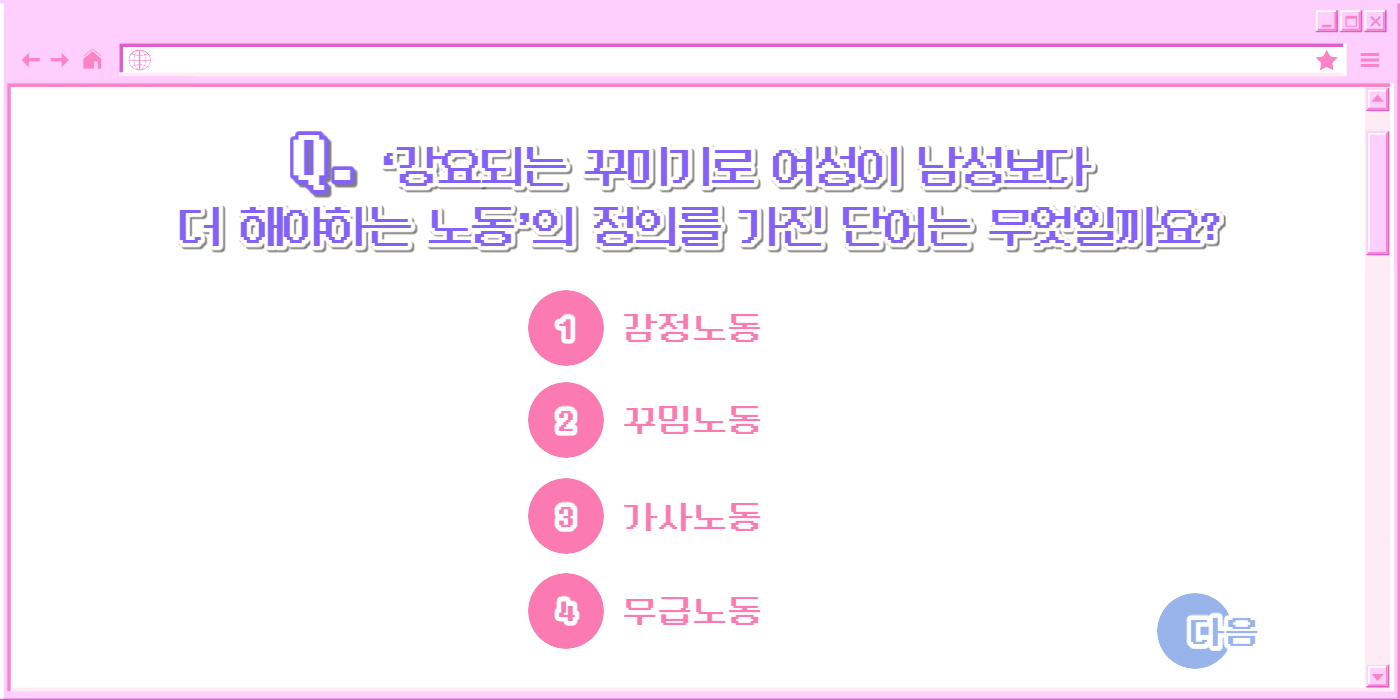 Q. ‘강요되는 꾸미기로 여성이 남성보다
더 해야하는 노동’의 정의를 가진 단어는 무엇일까요?
1 감정노동
2 꾸밈노동
3 가사노동
4 무급노동
다음